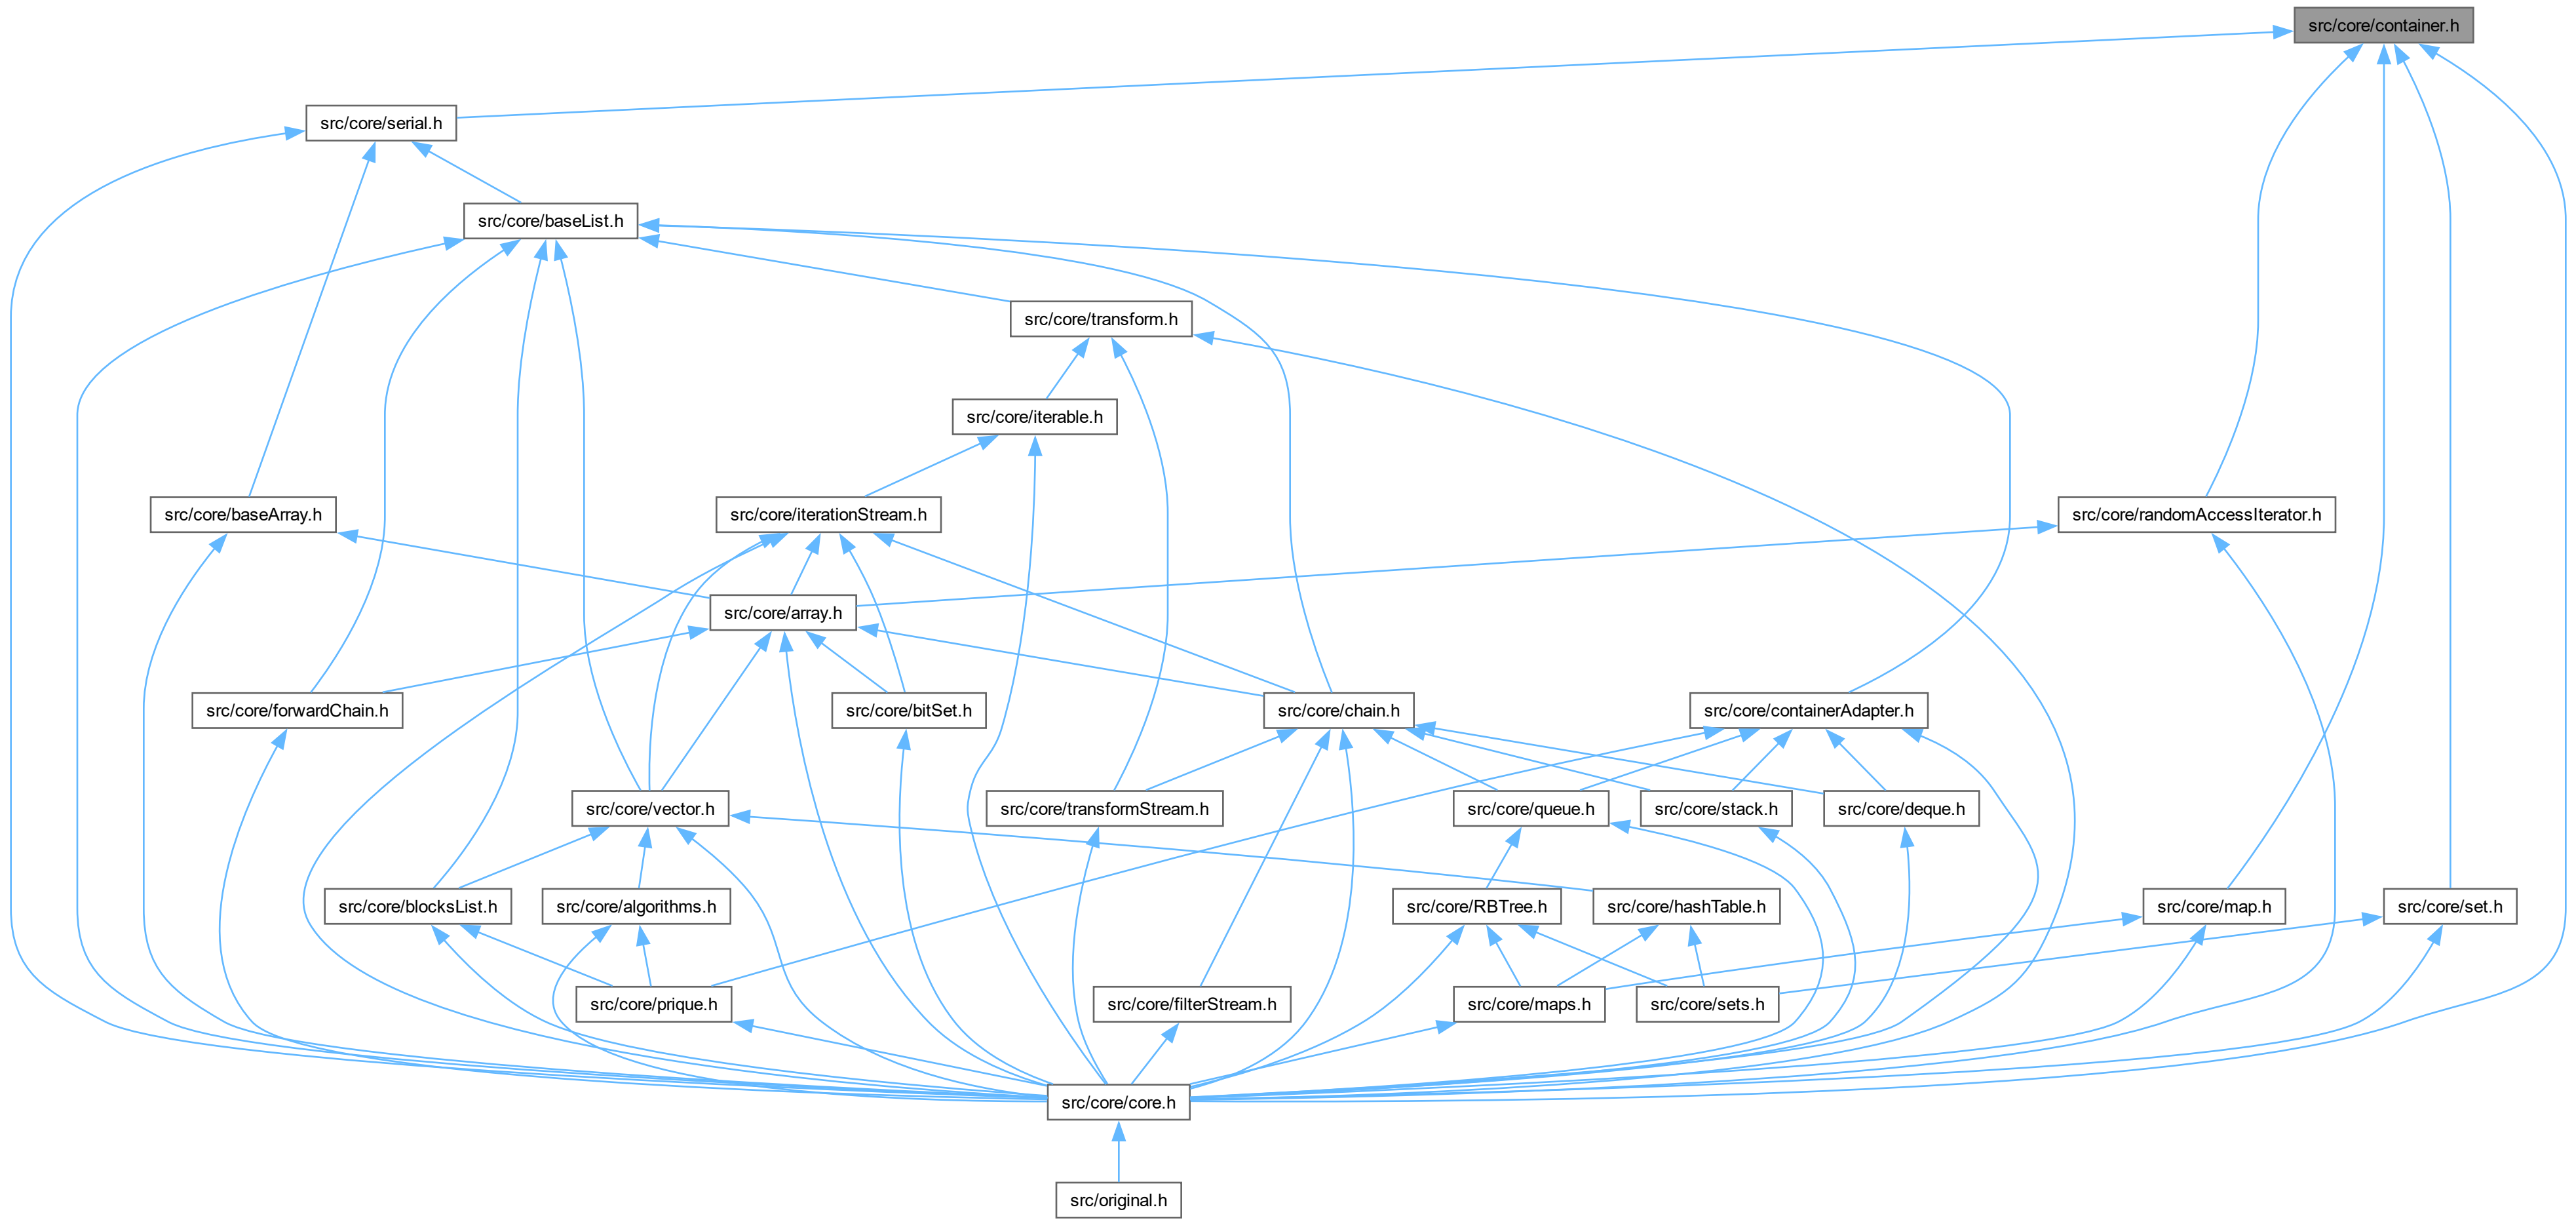 src/core/container.h
src/core/serial.h
src/core/baseList.h
src/core/transform.h
src/core/iterable.h
src/core/baseArray.h
src/core/iterationStream.h
src/core/randomAccessIterator.h
src/core/array.h
src/core/forwardChain.h
src/core/bitSet.h
src/core/chain.h
src/core/containerAdapter.h
src/core/vector.h
src/core/transformStream.h
src/core/queue.h
src/core/stack.h
src/core/deque.h
src/core/blocksList.h
src/core/algorithms.h
src/core/RBTree.h
src/core/hashTable.h
src/core/map.h
src/core/set.h
src/core/prique.h
src/core/filterStream.h
src/core/maps.h
src/core/sets.h
src/core/core.h
src/original.h